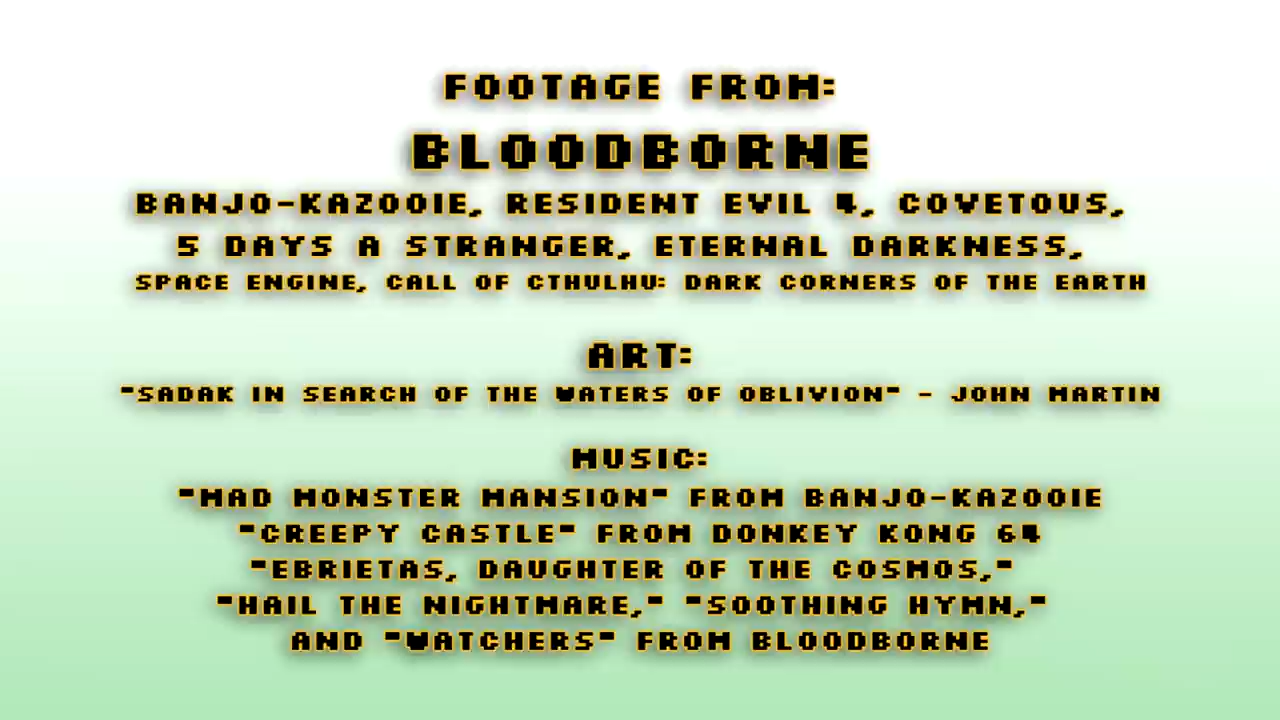 FOOTAGE FROM:
BLOODBORNE
BANJO-KAZOOIE, RESIDENT EVIL 4, COVETOUS,
5 DAYS A STRANGER, ETERNAL DARKNESS,
SPACE ENGINE, CALL OF CTHULHU: DARK CORNERS OF THE EARTH
ART:
"SADAK IN SEARCH OF THE WATERS OF OBLIVION" - JOHN MARTIN
MUSIC:
"MAD MONSTER MANSION" FROM BANJO-KAZOOIE
"CREEPY CASTLE" FROM DONKEY KONG 64
"EBRIETAS, DAUGHTER OF THE COSMOS,"
"HAIL THE NIGHTMARE," "SOOTHING HYMN,"
AND "WATCHERS" FROM BLOODBORNE